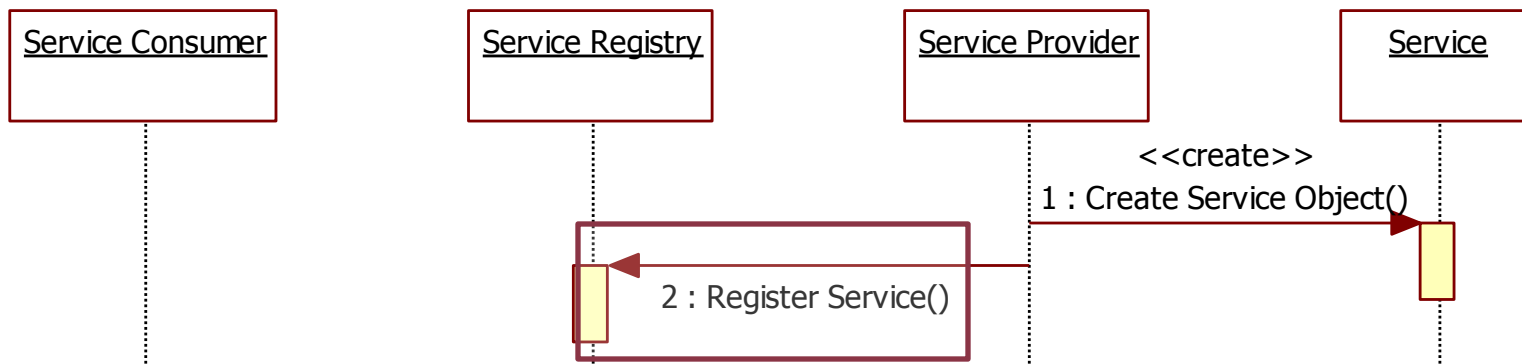 Service Consumer
Service Registry
Service Provider
Service
<<create>>
1 : Create Service Object()
2 : Register Service()